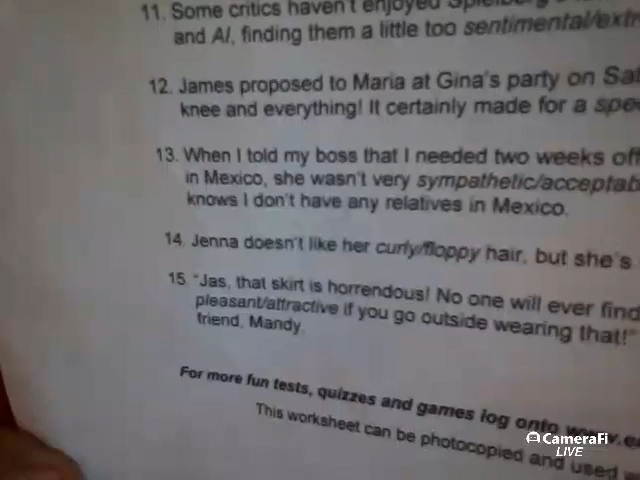 11. Some critics haven't enjoyed
and AI, finding them a little too sentimental/
12. James proposed to Maria at Gina's party on
knee and everything! It certainly made for a
13. When I told my boss that I needed two weeks off
in Mexico, she wasn't very sympathetic/
knows I don't have any relatives in Mexico.
14. Jenna doesn't like her curly/floppy hair, but she's
15. "Jas, that skirt is horrendous! No one will ever find
pleasant/attractive if you go outside wearing that!"
friend, Mandy.
For more fun tests, quizzes and games log onto
This worksheet can be photocopied and used
CameraFi
LIVE